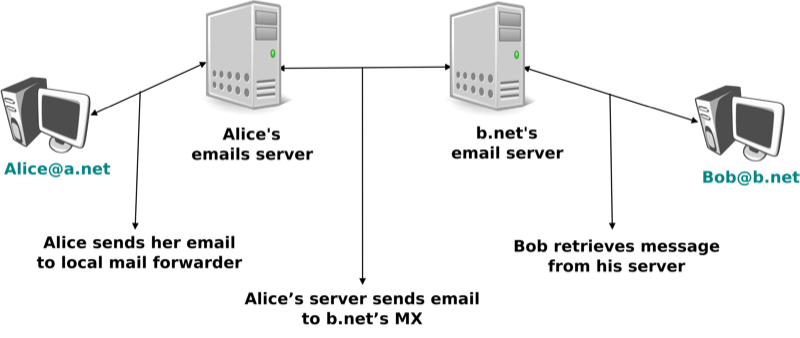 Alice's
emails server
b.net's
email server
Alice@a.net
Bob@b.net
Alice sends her email
to local mail forwarder
Bob retrieves message
from his server
Alice’s server sends email
to b.net’s MX